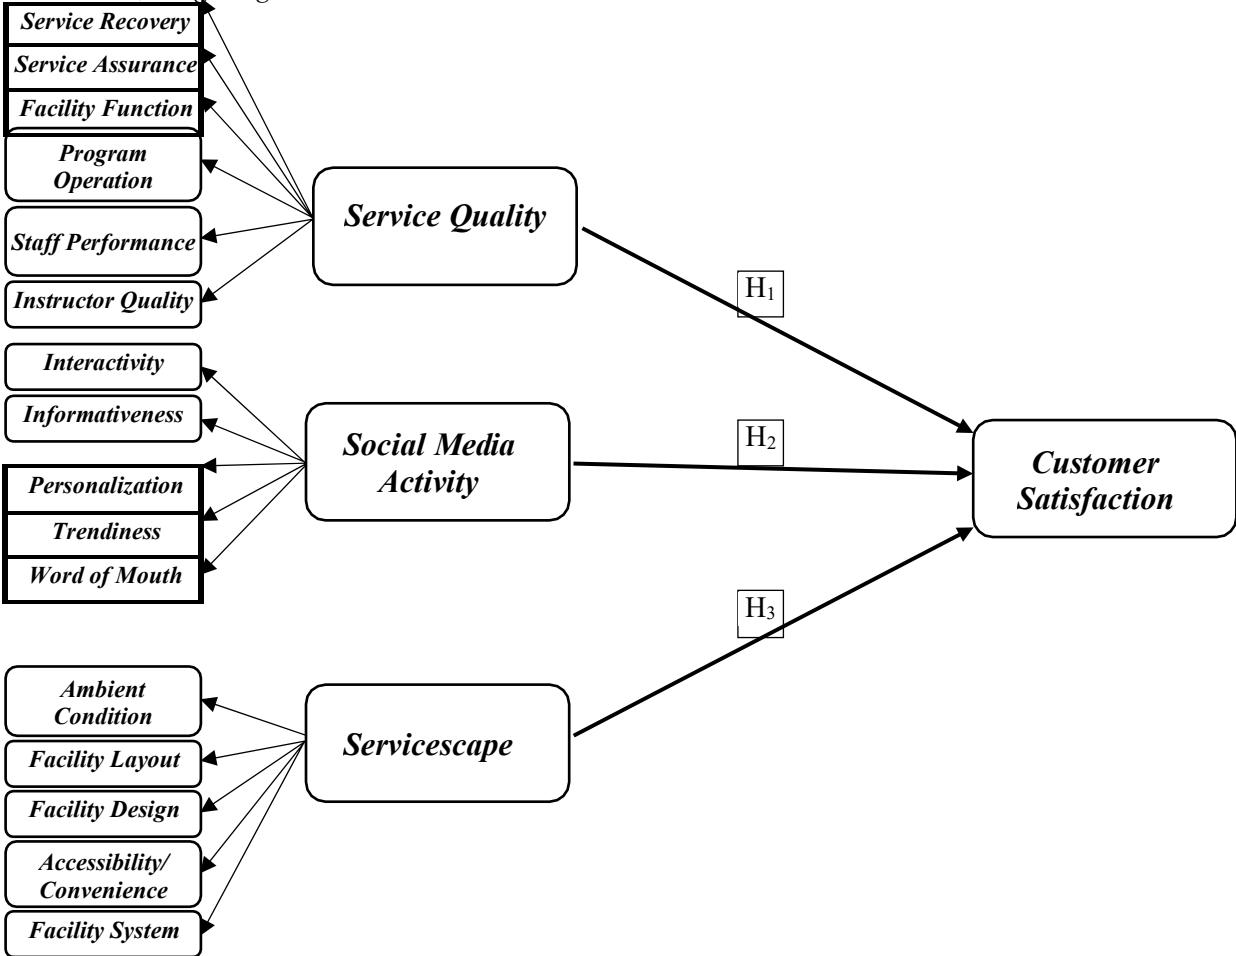 Service Recovery
Service Assurance
Facility Function
Program
Operation
Staff Performance
Instructor Quality
Service Quality
H1
Interactivity
Informativeness
Personalization
Trendiness
Word of Mouth
Social Media
Activity
H2
Customer
Satisfaction
H3
Ambient
Condition
Facility Layout
Facility Design
Accessibility/
Convenience
Facility System
Servicescape